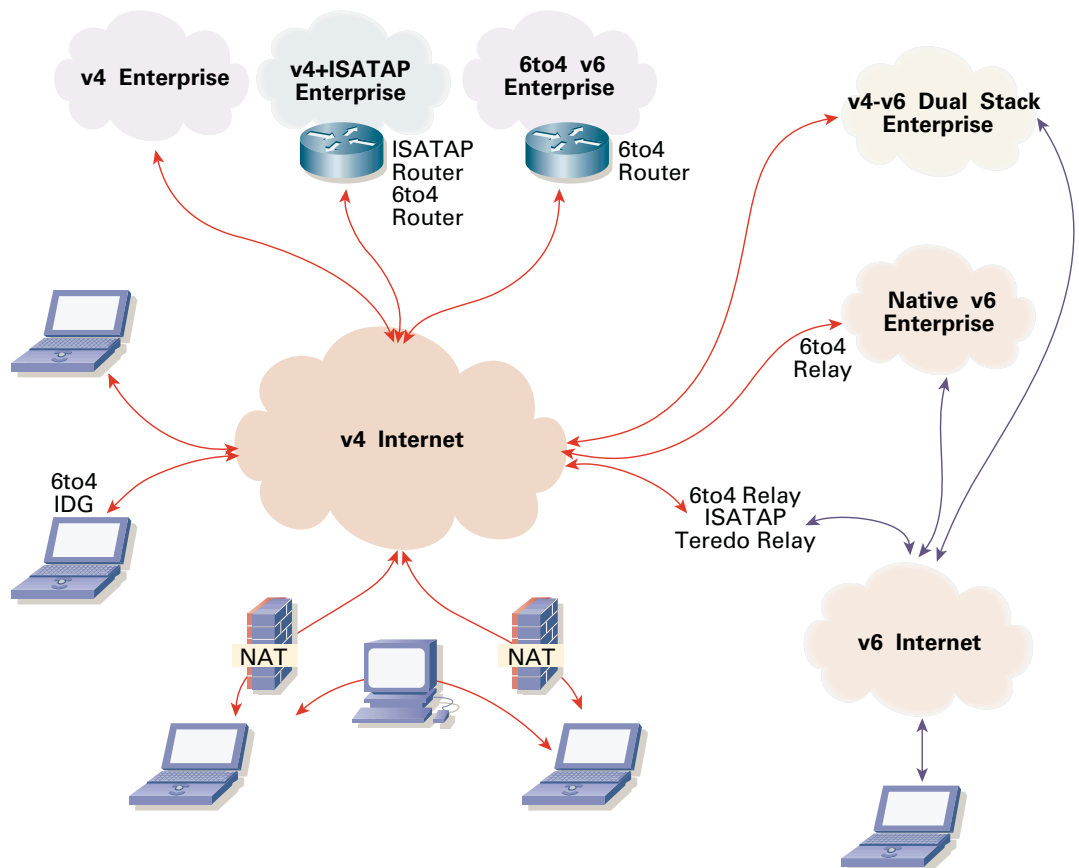 v4 Enterprise
v4+ISATAP
Enterprise
6to4 v6
Enterprise
v4-v6 Dual Stack
Enterprise
ISATAP
Router
6to4
Router
6to4
Router
Native v6
Enterprise
6to4
Relay
v4 Internet
6to4
IDG
6to4 Relay
ISATAP
Teredo Relay
v6 Internet
NAT
NAT